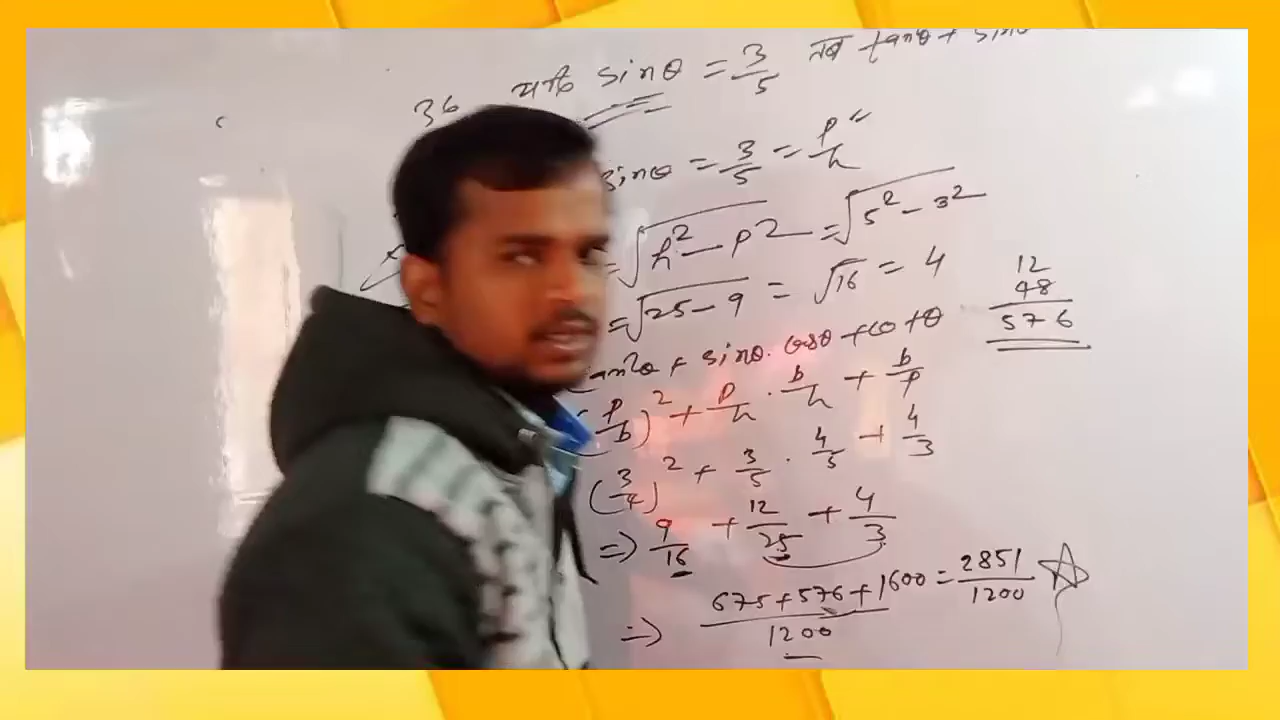 36 यदि sinθ = 3/5 तब tanθ + sinθ
sinθ = 3/5 = p/h
= √h² − p² = √5² − 3²
= √25 − 9 = √16 = 4
tan²θ + sinθ. cosθ + cotθ
(p/b)² + p/h . b/h + b/p
(3/4)² + 3/5 . 4/5 + 4/3
⇒ 9/16 + 12/25 + 4/3
⇒ 675 + 576 + 1600/1200 = 2851/1200
12
48
576